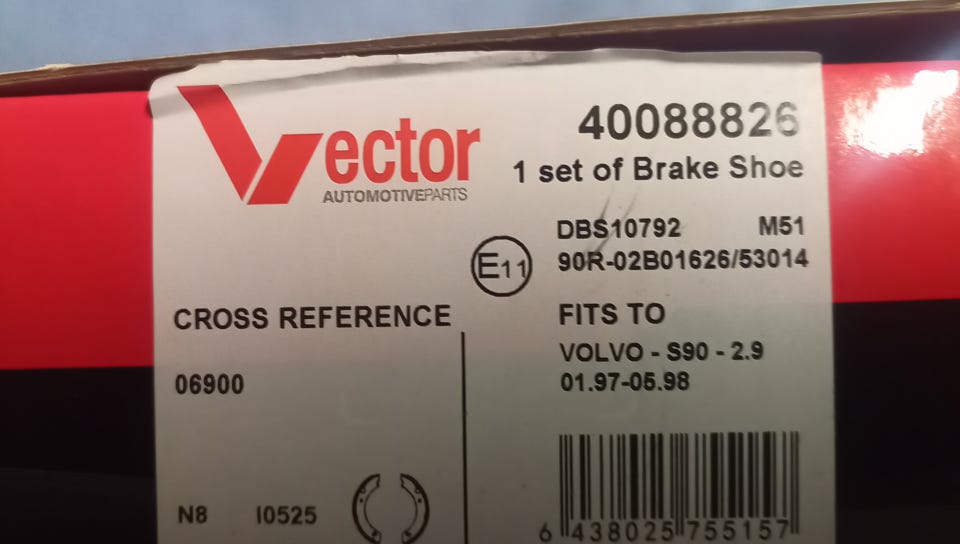 Vector
AUTOMOTIVEPARTS
40088826
1 set of Brake Shoe
DBS10792 M51
E11 90R-02B01626/53014
CROSS REFERENCE
06900
FITS TO
VOLVO - S90 - 2.9
01.97-05.98
N8 I0525
6 438025 755157